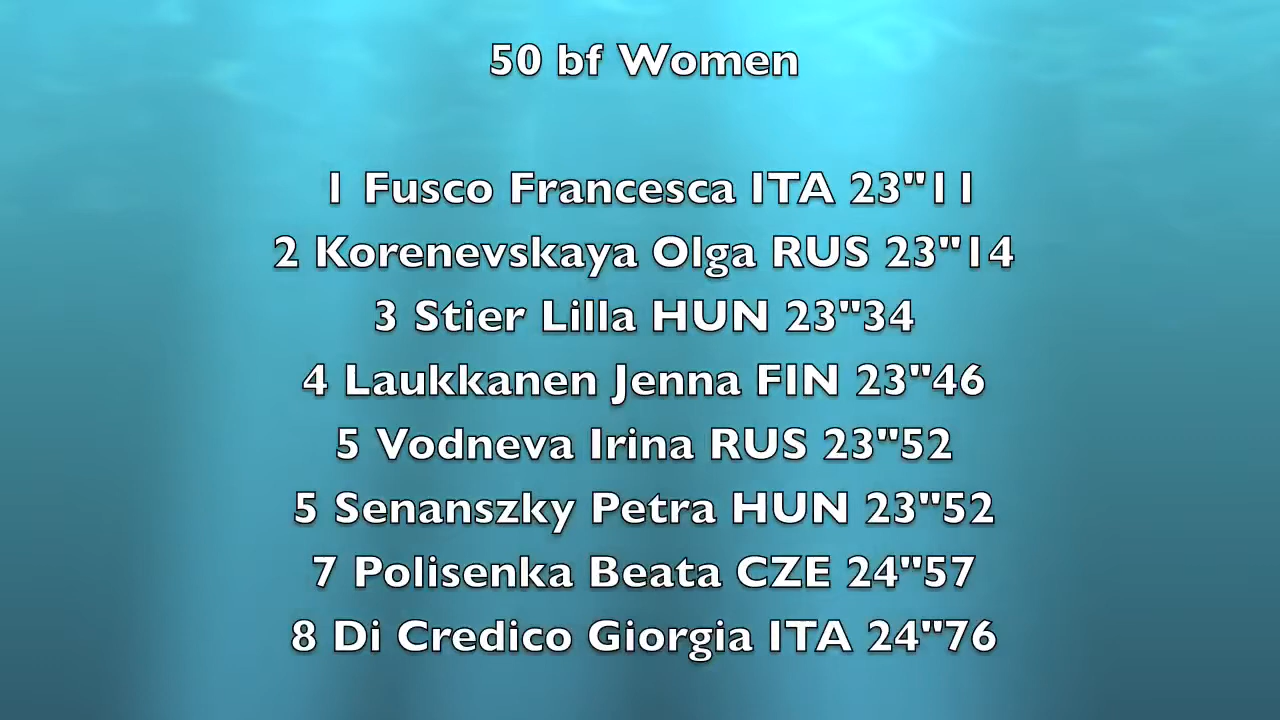 50 bf Women
1 Fusco Francesca ITA 23"11
2 Korenevskaya Olga RUS 23"14
3 Stier Lilla HUN 23"34
4 Laukkanen Jenna FIN 23"46
5 Vodneva Irina RUS 23"52
5 Senanszky Petra HUN 23"52
7 Polisenka Beata CZE 24"57
8 Di Credico Giorgia ITA 24"76